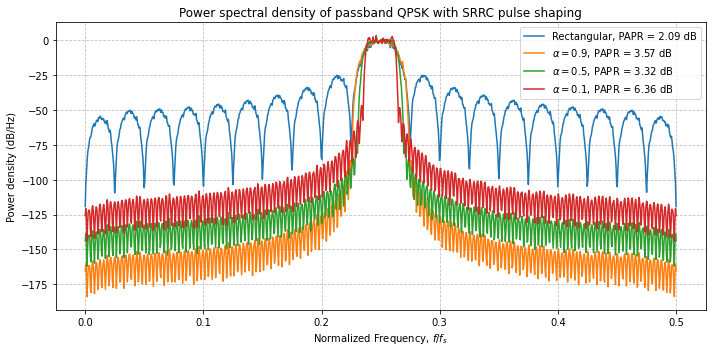 Power spectral density of passband QPSK with SRRC pulse shaping
Rectangular, PAPR = 2.09 dB
α = 0.9, PAPR = 3.57 dB
α = 0.5, PAPR = 3.32 dB
α = 0.1, PAPR = 6.36 dB
Power density (dB/Hz)
0
−25
−50
−75
−100
−125
−150
−175
0.0
0.1
0.2
0.3
0.4
0.5
Normalized Frequency, f/fₛ